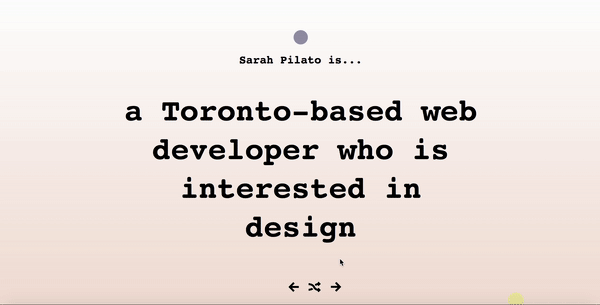 Sarah Pilato is...
a Toronto-based web
developer who is
interested in
design